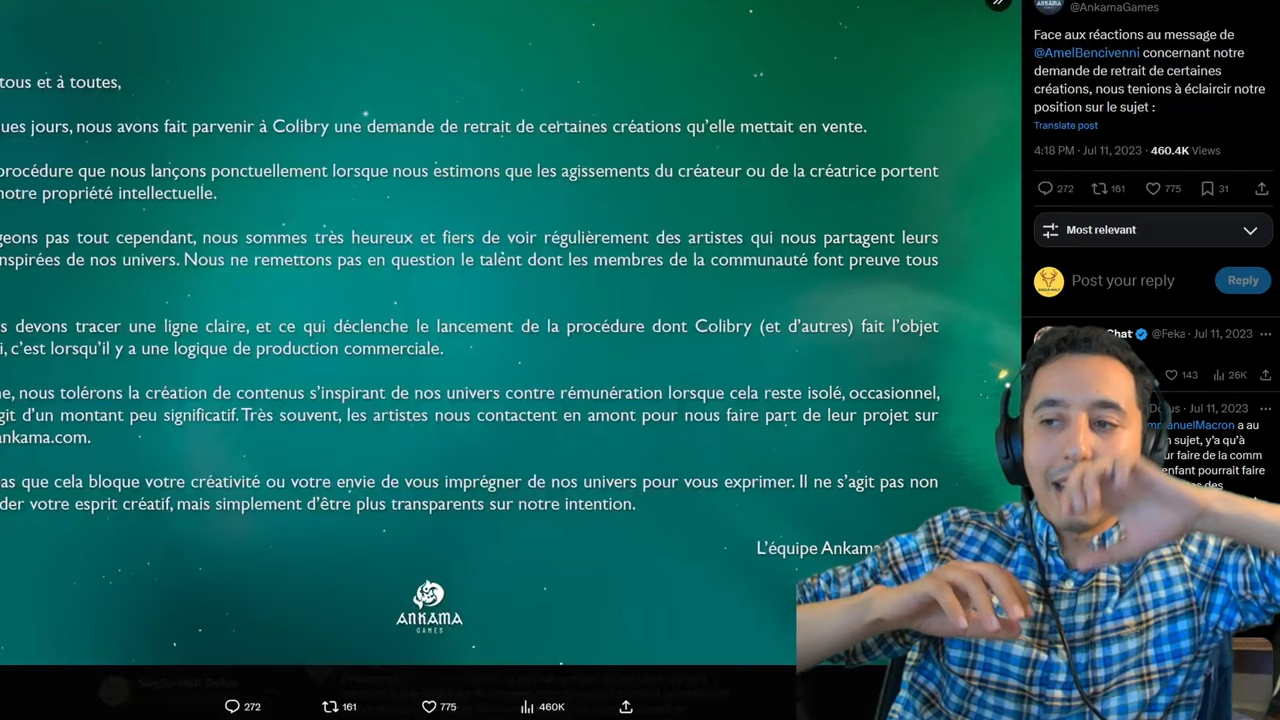 tous et à toutes,
ues jours, nous avons fait parvenir à Colibry une demande de retrait de certaines créations qu'elle mettait en vente.
procédure que nous lançons ponctuellement lorsque nous estimons que les agissements du créateur ou de la créatrice portent
notre propriété intellectuelle.
geons pas tout cependant, nous sommes très heureux et fiers de voir régulièrement des artistes qui nous partagent leurs
nspirées de nos univers. Nous ne remettons pas en question le talent dont les membres de la communauté font preuve tous
s devons tracer une ligne claire, et ce qui déclenche le lancement de la procédure dont Colibry (et d'autres) fait l'objet
i, c'est lorsqu'il y a une logique de production commerciale.
ne, nous tolérons la création de contenus s'inspirant de nos univers contre rémunération lorsque cela reste isolé, occasionnel,
git d'un montant peu significatif. Très souvent, les artistes nous contactent en amont pour nous faire part de leur projet sur
ankama.com.
as que cela bloque votre créativité ou votre envie de vous imprégner de nos univers pour vous exprimer. Il ne s'agit pas non
der votre esprit créatif, mais simplement d'être plus transparents sur notre intention.
L'équipe Ankama
ANKAMA
GAMES
272
161
775
460K
@AnkamaGames
Face aux réactions au message de
@AmelBencivenni concernant notre
demande de retrait de certaines
créations, nous tenions à éclaircir notre
position sur le sujet :
Translate post
4:18 PM · Jul 11, 2023 · 460.4K Views
272
161
775
31
Most relevant
Post your reply
Reply
Chat @Feka · Jul 11, 2023
143
26K
Jul 11, 2023
manuelMacron a au
n sujet, y'a qu'à
ur faire de la comm
enfant pourrait faire